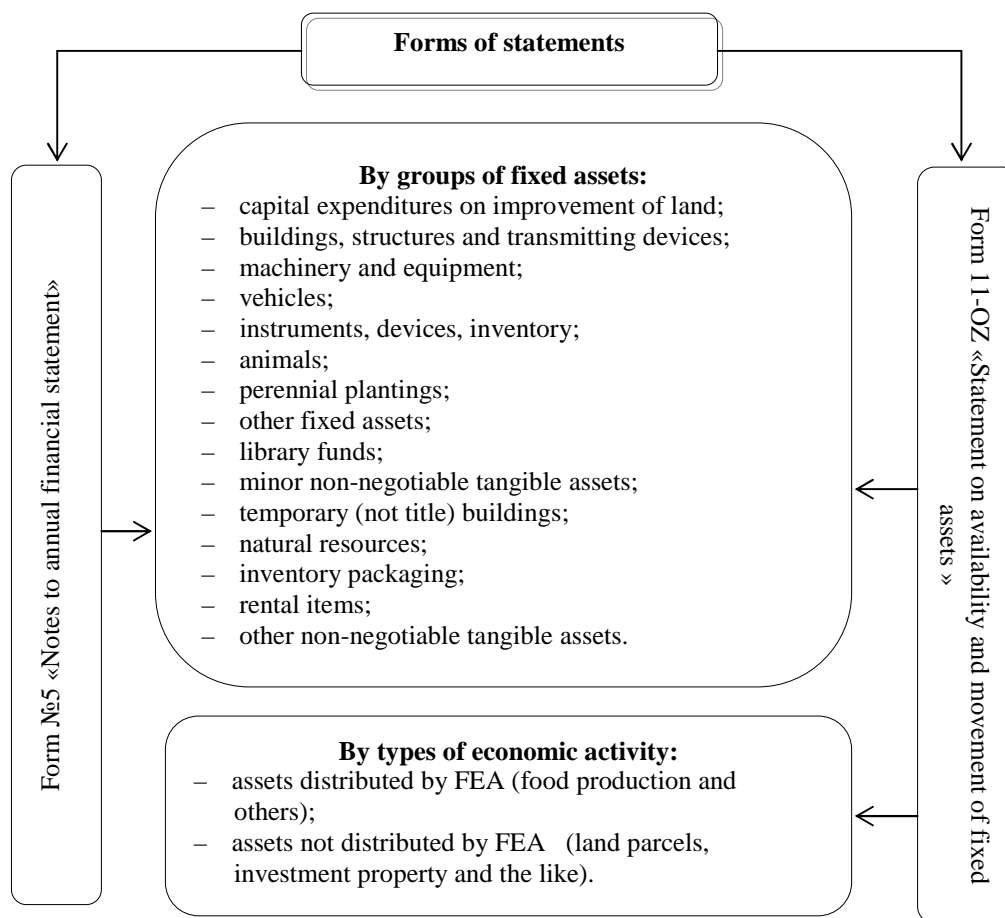 Forms of statements
Form №5 «Notes to annual financial statement»
By groups of fixed assets:
– capital expenditures on improvement of land;
– buildings, structures and transmitting devices;
– machinery and equipment;
– vehicles;
– instruments, devices, inventory;
– animals;
– perennial plantings;
– other fixed assets;
– library funds;
– minor non-negotiable tangible assets;
– temporary (not title) buildings;
– natural resources;
– inventory packaging;
– rental items;
– other non-negotiable tangible assets.
By types of economic activity:
– assets distributed by FEA (food production and
others);
– assets not distributed by FEA (land parcels,
investment property and the like).
Form 11-OZ «Statement on availability and movement of fixed
assets »